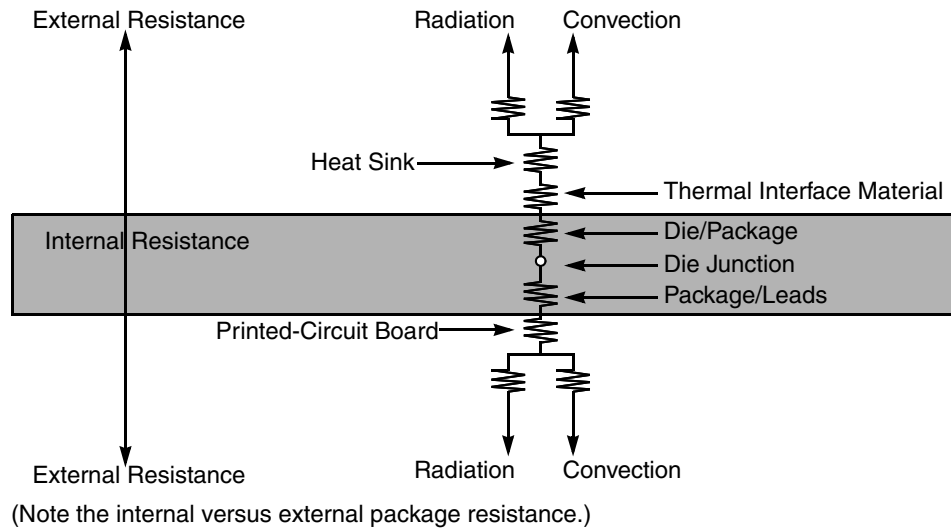 External Resistance
Radiation
Convection
Heat Sink
Thermal Interface Material
Internal Resistance
Die/Package
Die Junction
Package/Leads
Printed-Circuit Board
External Resistance
Radiation
Convection
(Note the internal versus external package resistance.)